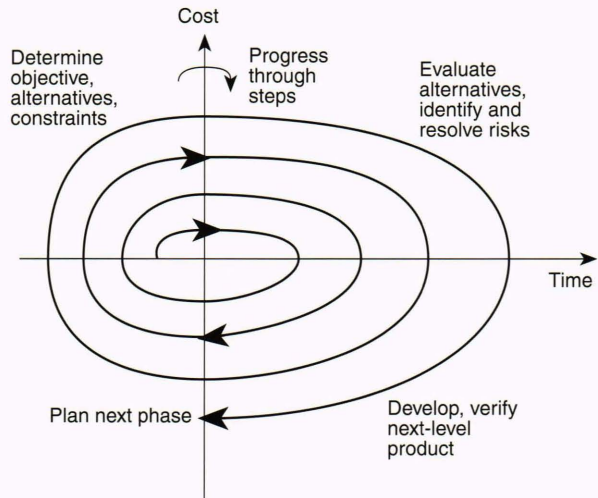 Cost
Determine
objective,
alternatives,
constraints
Progress
through
steps
Evaluate
alternatives,
identify and
resolve risks
Time
Plan next phase
Develop, verify
next-level
product